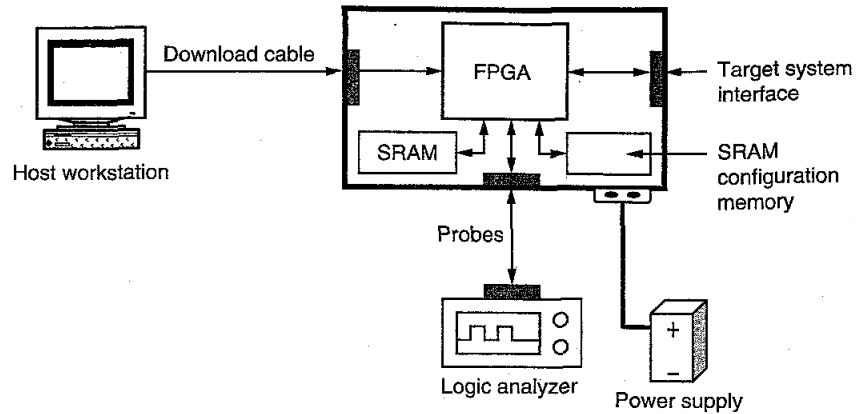 Download cable
FPGA
Target system
interface
SRAM
SRAM
configuration
memory
Host workstation
Probes
+
–
Logic analyzer
Power supply